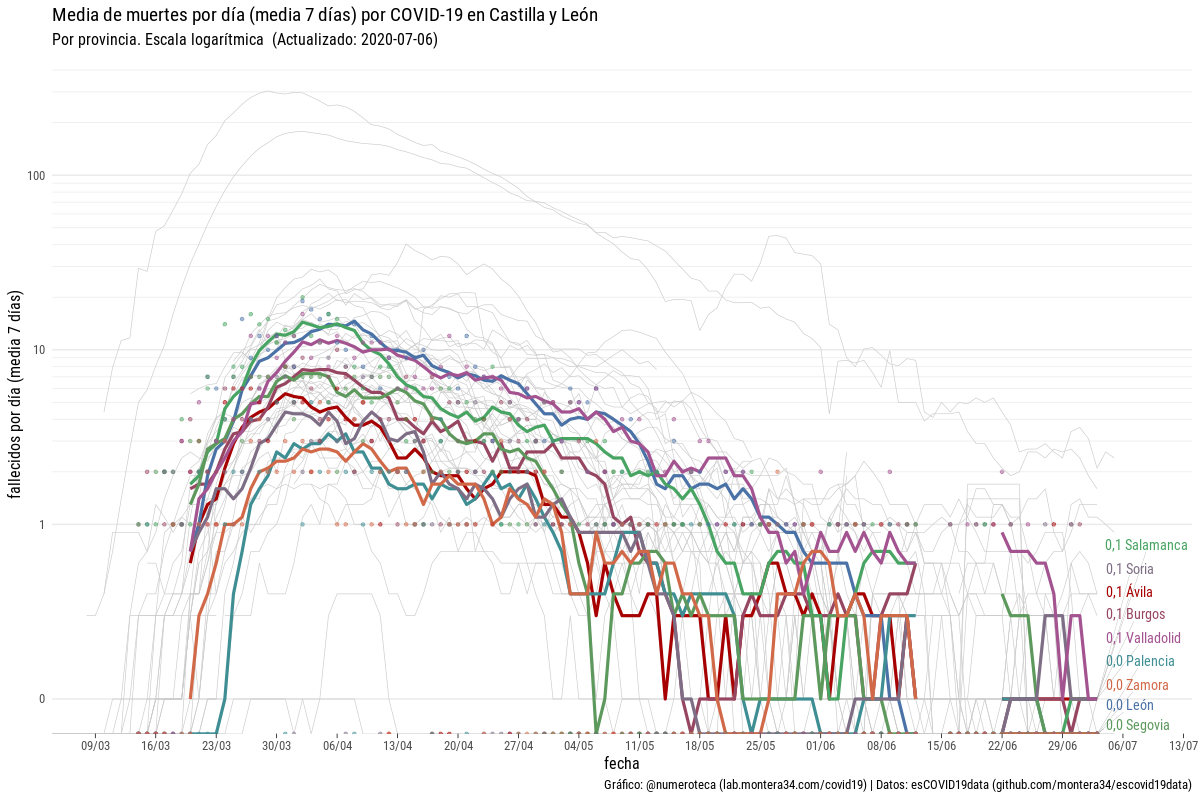 Media de muertes por día (media 7 días) por COVID-19 en Castilla y León
Por provincia. Escala logarítmica (Actualizado: 2020-07-06)
fallecidos por día (media 7 días)
100
10
1
0
0,1 Salamanca
0,1 Soria
0,1 Ávila
0,1 Burgos
0,1 Valladolid
0,0 Palencia
0,0 Zamora
0,0 León
0,0 Segovia
09/03 16/03 23/03 30/03 06/04 13/04 20/04 27/04 04/05 11/05 18/05 25/05 01/06 08/06 15/06 22/06 29/06 06/07 13/07
fecha
Gráfico: @numeroteca (lab.montera34.com/covid19) | Datos: esCOVID19data (github.com/montera34/escovid19data)